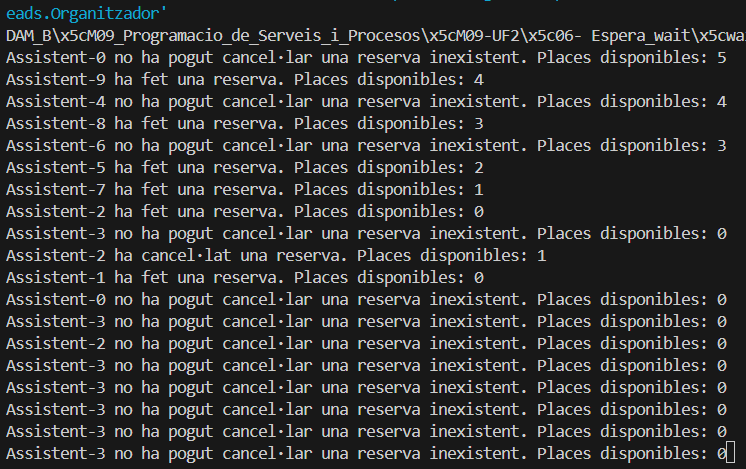 eads.Organitzador'
DAM_B\x5cM09_Programacio_de_Serveis_i_Procesos\x5cM09-UF2\x5c06- Espera_wait\x5cwa
Assistent-0 no ha pogut cancel·lar una reserva inexistent. Places disponibles: 5
Assistent-9 ha fet una reserva. Places disponibles: 4
Assistent-4 no ha pogut cancel·lar una reserva inexistent. Places disponibles: 4
Assistent-8 ha fet una reserva. Places disponibles: 3
Assistent-6 no ha pogut cancel·lar una reserva inexistent. Places disponibles: 3
Assistent-5 ha fet una reserva. Places disponibles: 2
Assistent-7 ha fet una reserva. Places disponibles: 1
Assistent-2 ha fet una reserva. Places disponibles: 0
Assistent-3 no ha pogut cancel·lar una reserva inexistent. Places disponibles: 0
Assistent-2 ha cancel·lat una reserva. Places disponibles: 1
Assistent-1 ha fet una reserva. Places disponibles: 0
Assistent-0 no ha pogut cancel·lar una reserva inexistent. Places disponibles: 0
Assistent-3 no ha pogut cancel·lar una reserva inexistent. Places disponibles: 0
Assistent-2 no ha pogut cancel·lar una reserva inexistent. Places disponibles: 0
Assistent-3 no ha pogut cancel·lar una reserva inexistent. Places disponibles: 0
Assistent-3 no ha pogut cancel·lar una reserva inexistent. Places disponibles: 0
Assistent-3 no ha pogut cancel·lar una reserva inexistent. Places disponibles: 0
Assistent-3 no ha pogut cancel·lar una reserva inexistent. Places disponibles: 0
Assistent-3 no ha pogut cancel·lar una reserva inexistent. Places disponibles: 0